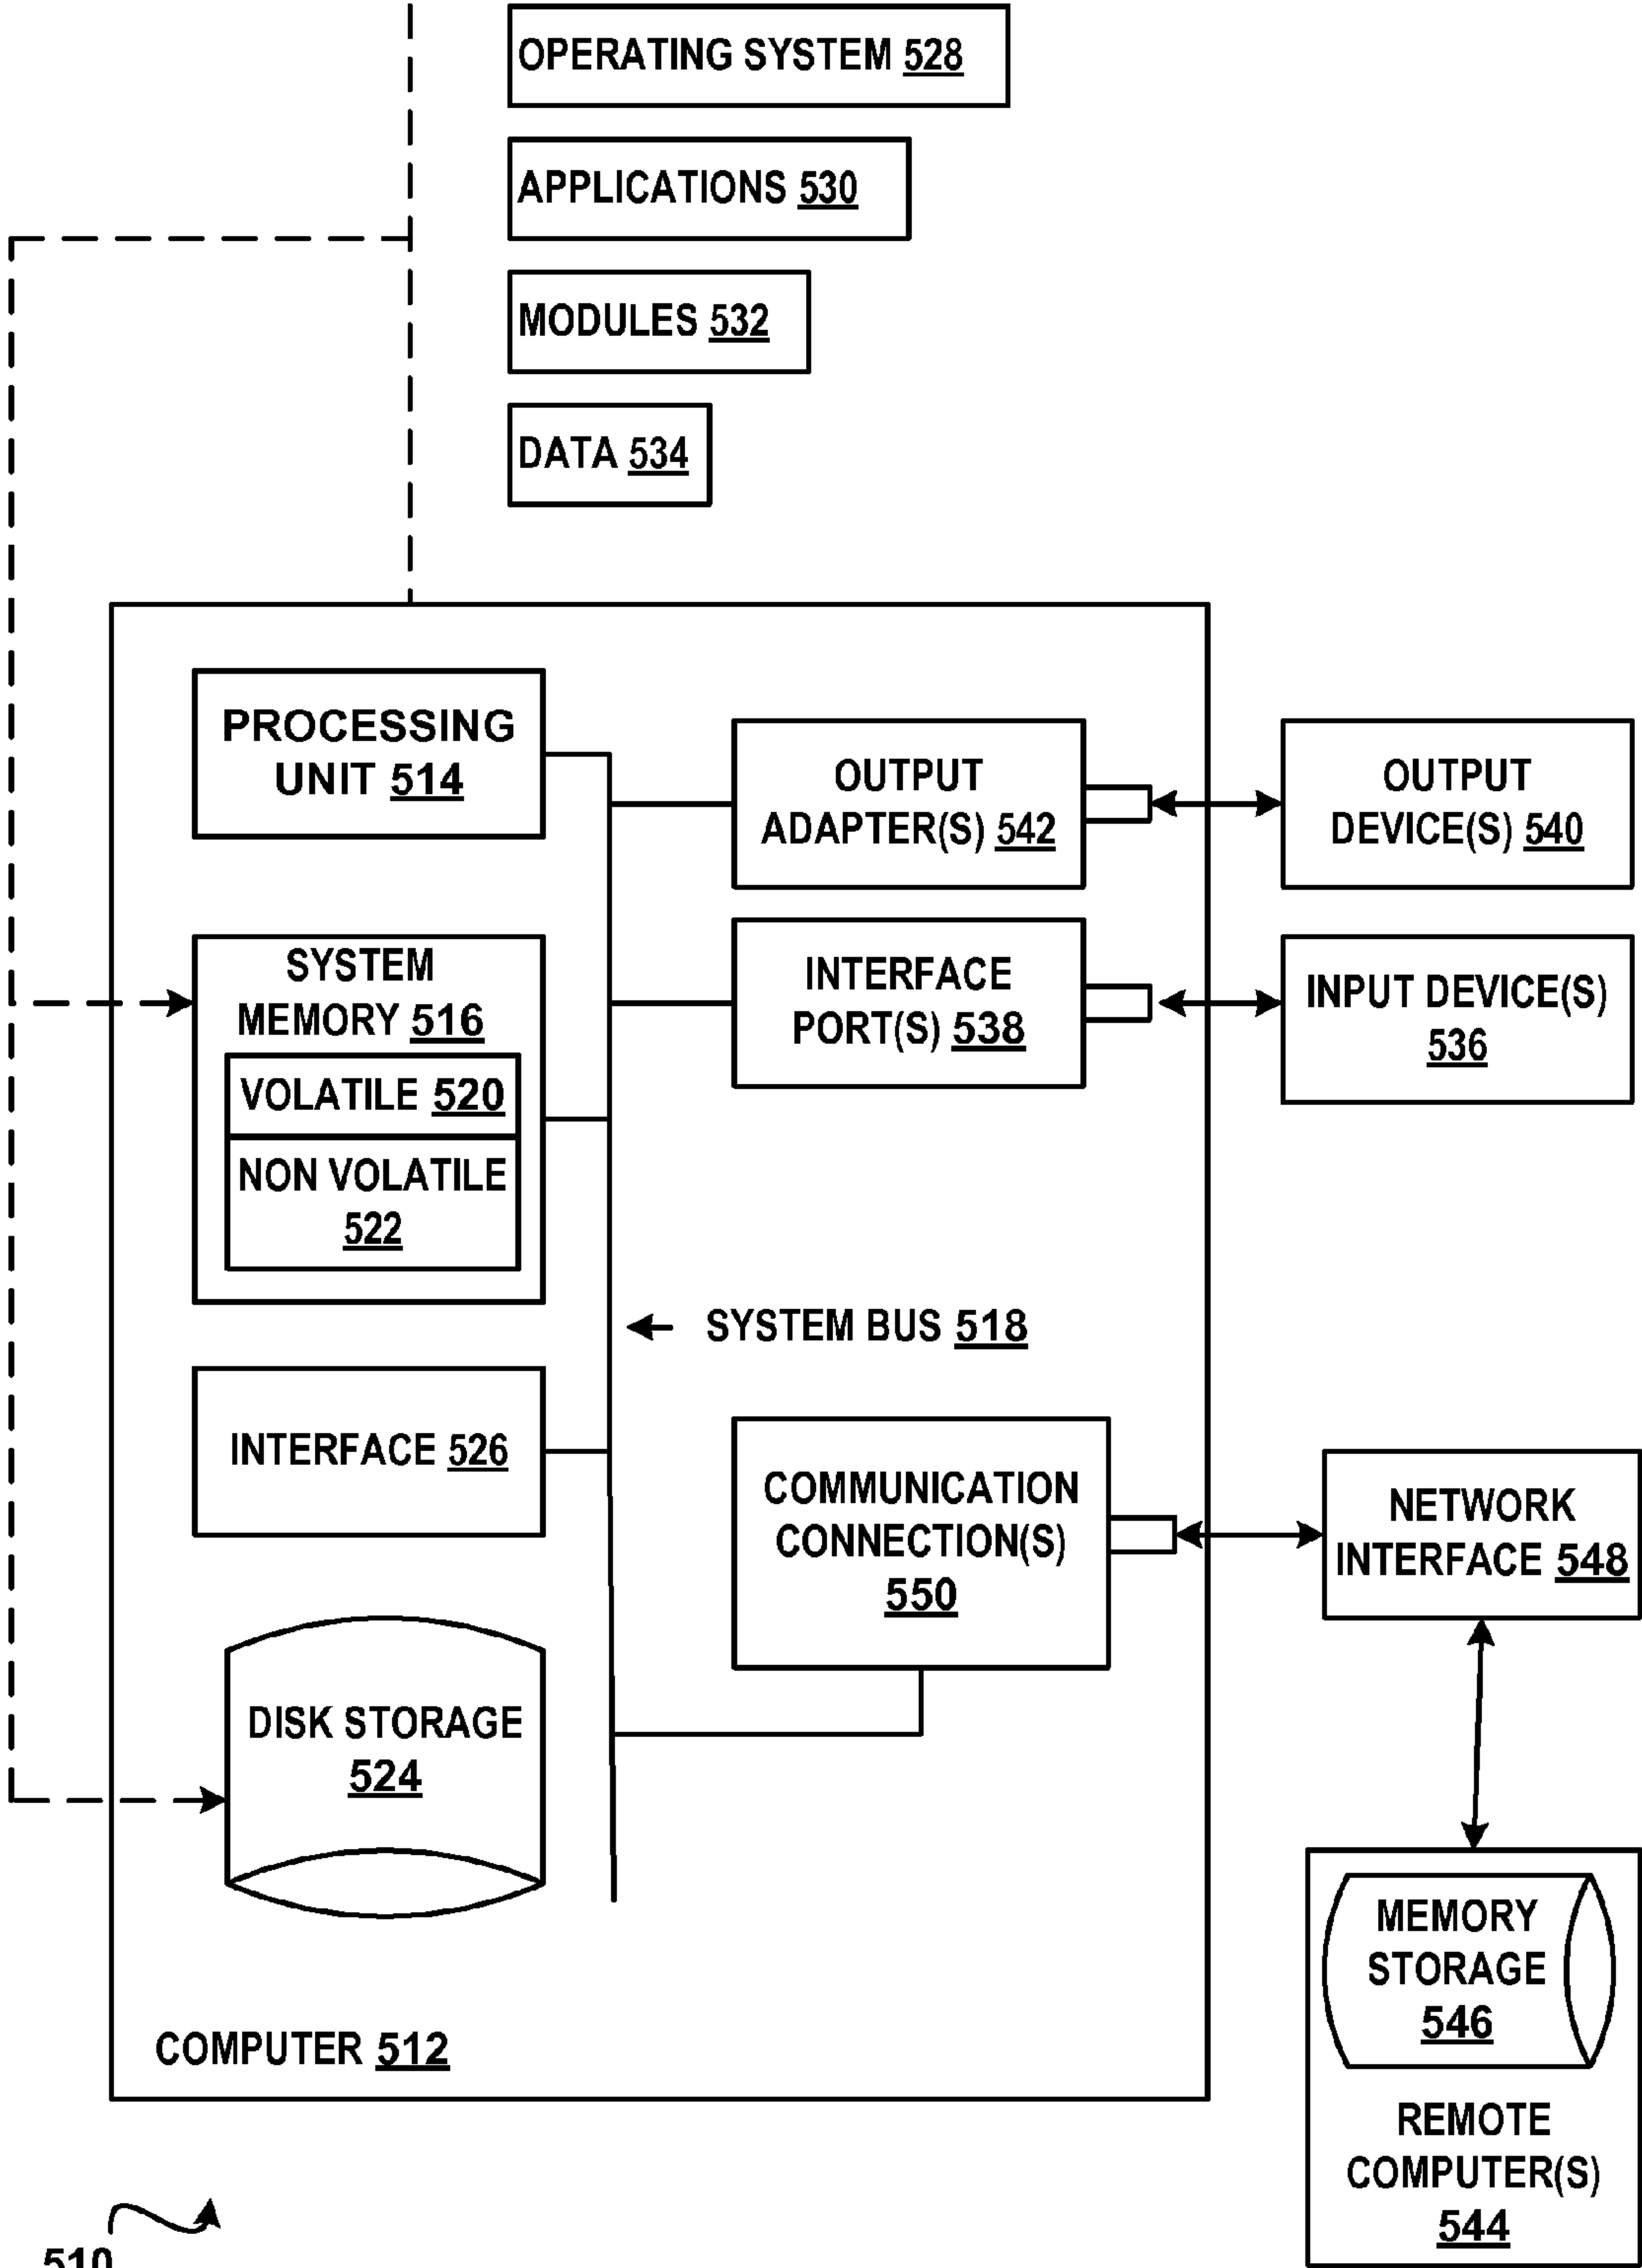 OPERATING SYSTEM 528
APPLICATIONS 530
MODULES 532
DATA 534
PROCESSING
UNIT 514
OUTPUT
ADAPTER(S) 542
OUTPUT
DEVICE(S) 540
SYSTEM
MEMORY 516
VOLATILE 520
NON VOLATILE
522
INTERFACE
PORT(S) 538
INPUT DEVICE(S)
536
SYSTEM BUS 518
INTERFACE 526
COMMUNICATION
CONNECTION(S)
550
NETWORK
INTERFACE 548
DISK STORAGE
524
MEMORY
STORAGE
546
REMOTE
COMPUTER(S)
544
COMPUTER 512
510